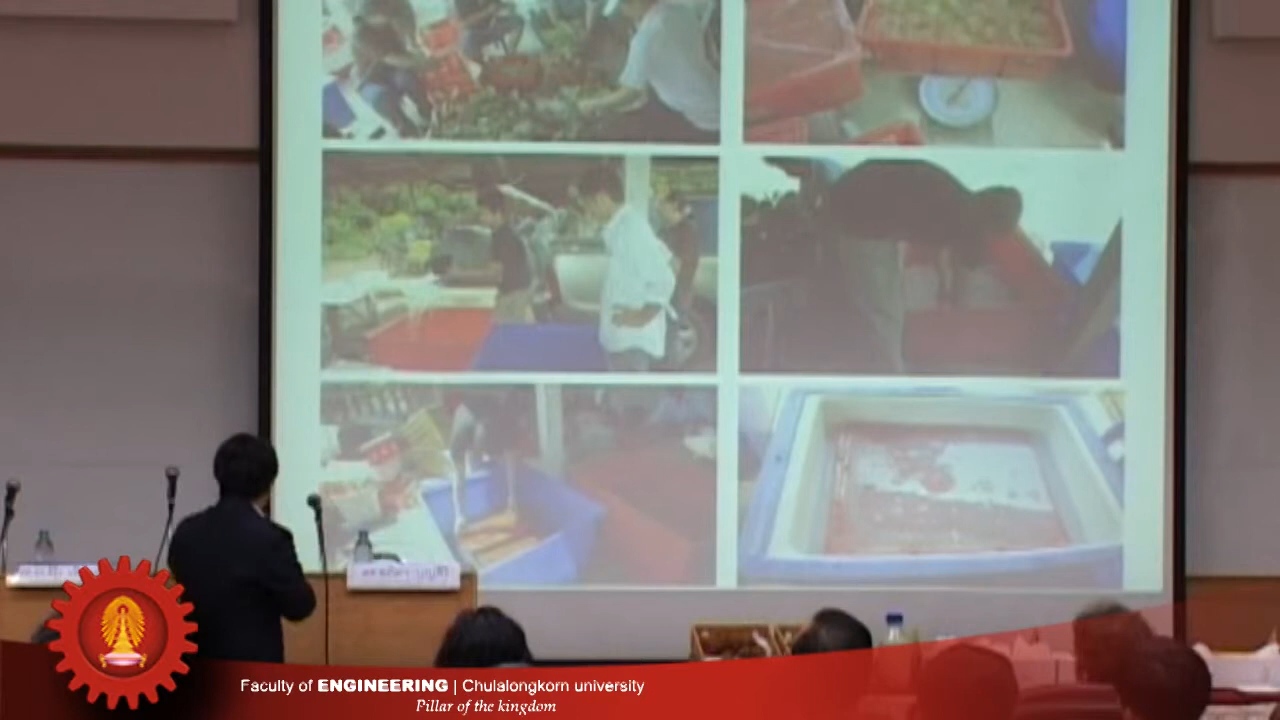 Faculty of ENGINEERING | Chulalongkorn university
Pillar of the kingdom